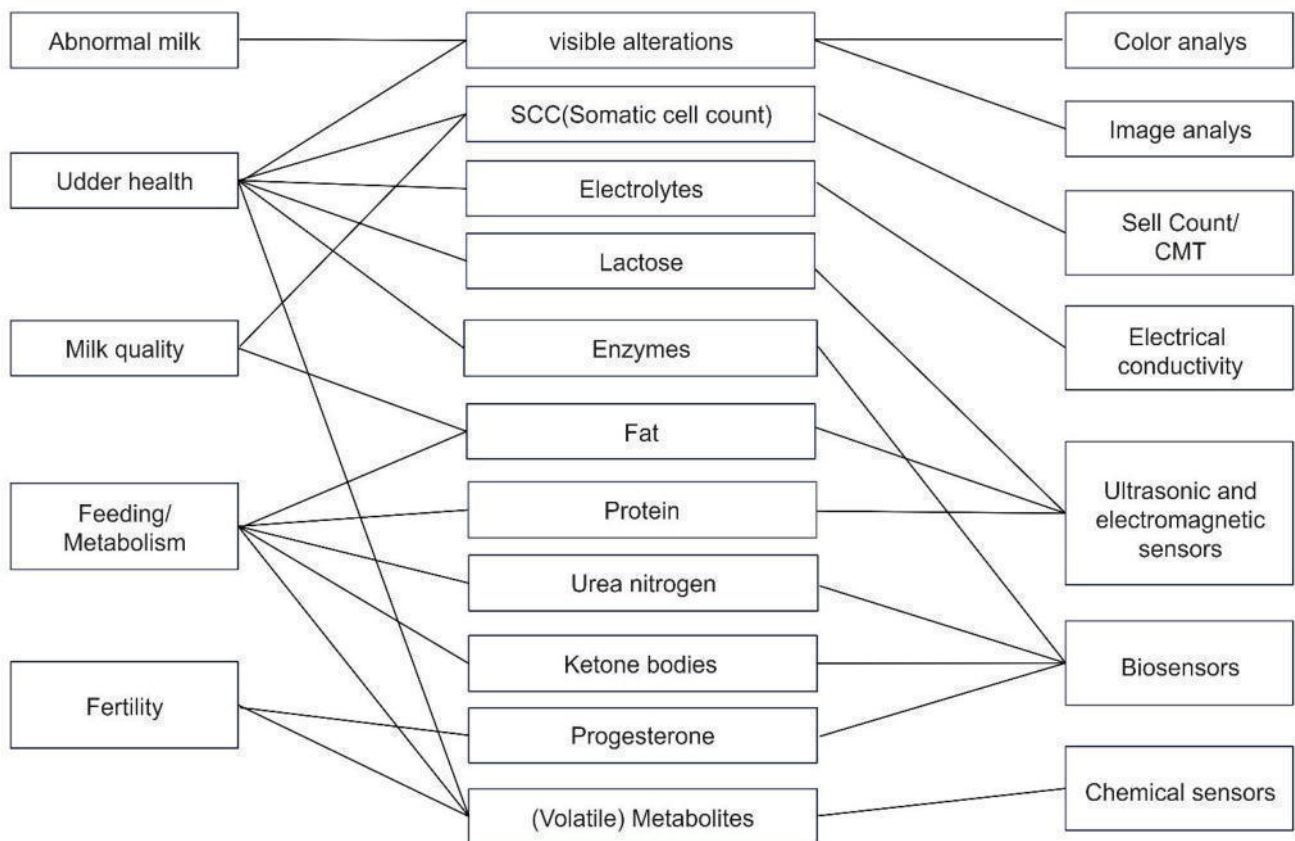 Abnormal milk
Udder health
Milk quality
Feeding/
Metabolism
Fertility
visible alterations
SCC(Somatic cell count)
Electrolytes
Lactose
Enzymes
Fat
Protein
Urea nitrogen
Ketone bodies
Progesterone
(Volatile) Metabolites
Color analys
Image analys
Sell Count/
CMT
Electrical
conductivity
Ultrasonic and
electromagnetic
sensors
Biosensors
Chemical sensors